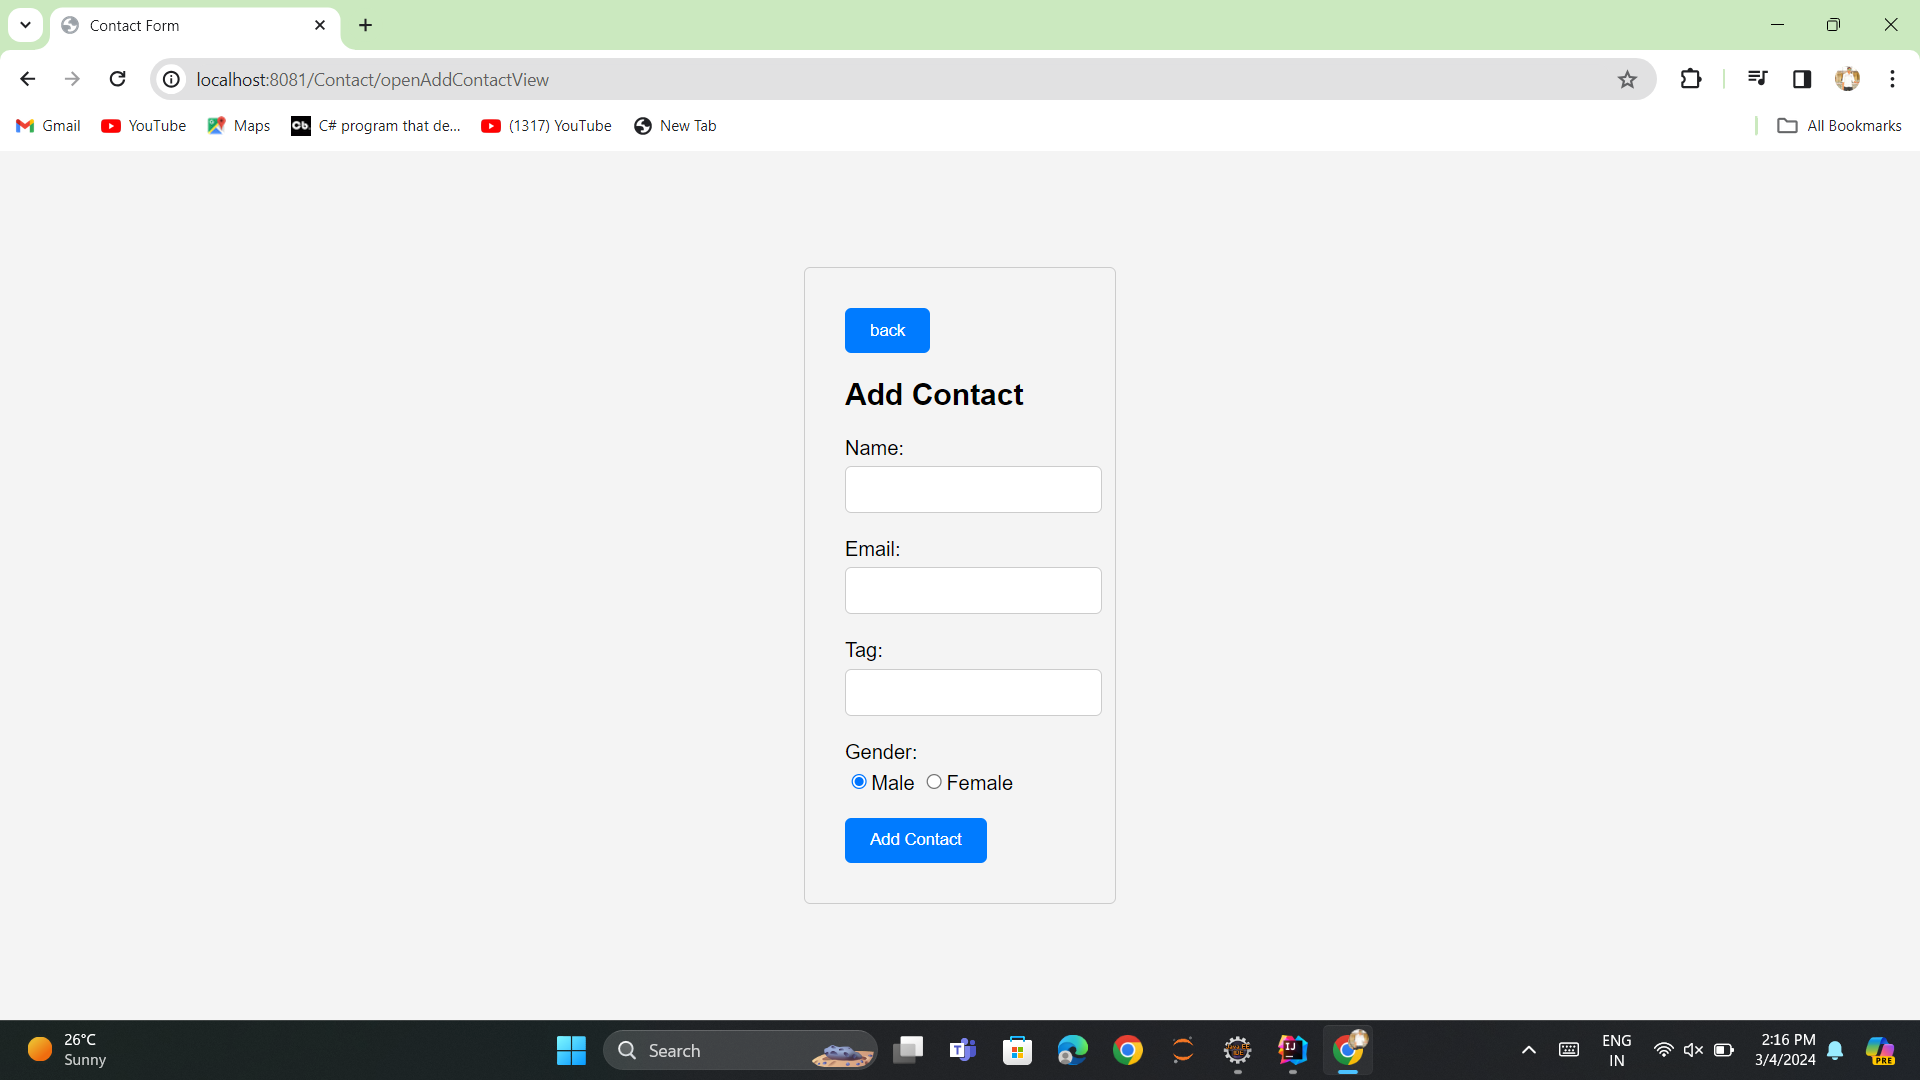 Contact Form
localhost:8081/Contact/openAddContactView
Gmail YouTube Maps Cb. C# program that de... (1317) YouTube New Tab All Bookmarks
back
Add Contact
Name:
Email:
Tag:
Gender:
Male Female
Add Contact
26°C
Sunny
Search
ENG
IN
2:16 PM
3/4/2024
PRE